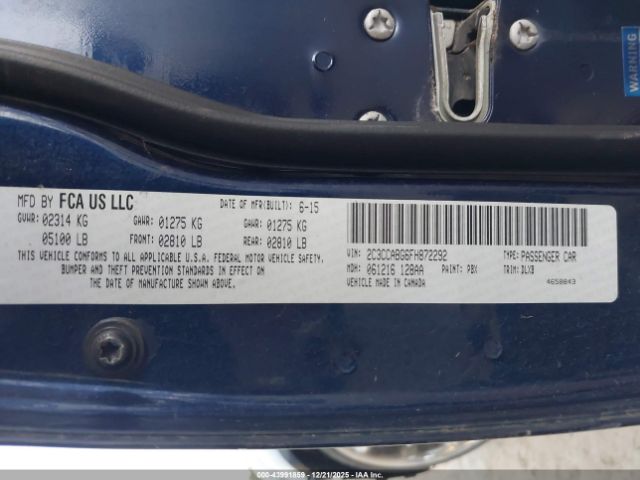 WARNING
MFD BY FCA US LLC DATE OF MFR(BUILT): 6-15
GVWR: 02314 KG GAWR: 01275 KG GAWR: 01275 KG
05100 LB FRONT: 02810 LB REAR: 02810 LB
THIS VEHICLE CONFORMS TO ALL APPLICABLE U.S.A. FEDERAL MOTOR VEHICLE SAFETY,
BUMPER AND THEFT PREVENTION STANDARDS IN EFFECT ON
THE DATE OF MANUFACTURE SHOWN ABOVE.
VIN: 2C3CCABG6FH872292 TYPE: PASSENGER CAR
MDH: 061216 128AA PAINT: PBX TRIM: DLX8
VEHICLE MADE IN CANADA 4658843
000-43991859 - 12/21/2025 - IAAI.COM